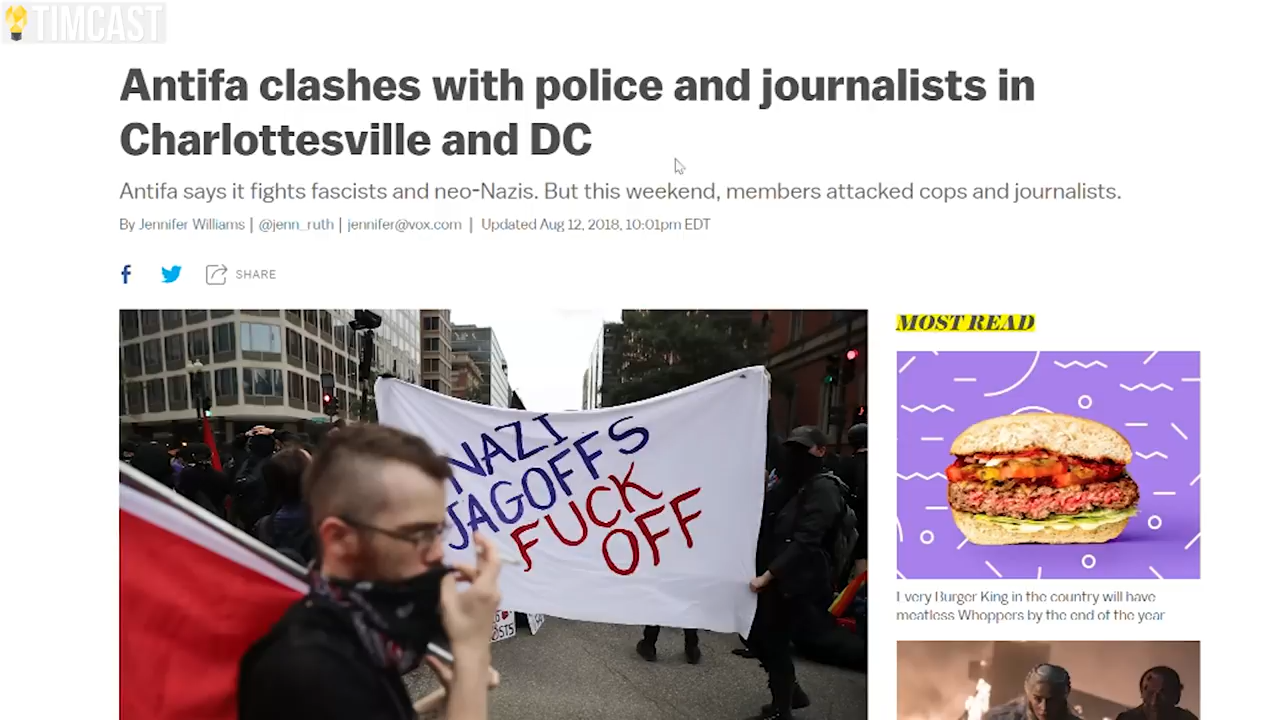 TIMCAST
Antifa clashes with police and journalists in
Charlottesville and DC
Antifa says it fights fascists and neo-Nazis. But this weekend, members attacked cops and journalists.
By Jennifer Williams | @jenn_ruth | jennifer@vox.com | Updated Aug 12, 2018, 10:01pm EDT
SHARE
NAZI
JAGOFFS
FUCK
OFF
MOST READ
Every Burger King in the country will have
meatless Whoppers by the end of the year